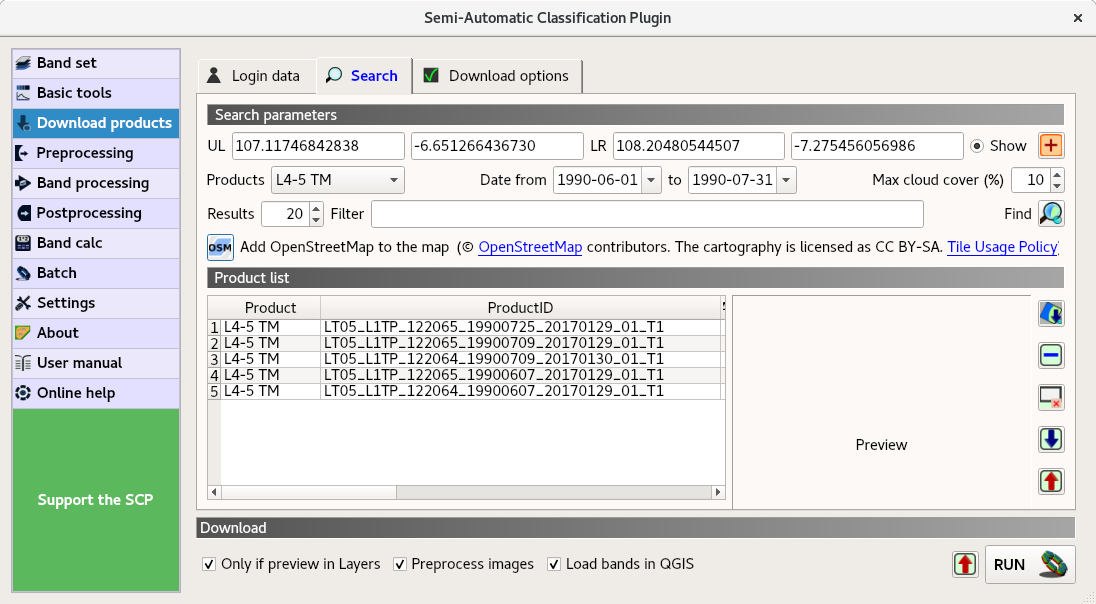 Semi-Automatic Classification Plugin
Band set
Basic tools
Download products
Preprocessing
Band processing
Postprocessing
Band calc
Batch
Settings
About
User manual
Online help
Support the SCP
Login data Search Download options
Search parameters
UL 107.11746842838 -6.651266436730 LR 108.20480544507 -7.275456056986 Show
Products L4-5 TM Date from 1990-06-01 to 1990-07-31 Max cloud cover (%) 10
Results 20 Filter Find
OSM Add OpenStreetMap to the map (© OpenStreetMap contributors. The cartography is licensed as CC BY-SA. Tile Usage Policy
Product list
Product ProductID
1 L4-5 TM LT05_L1TP_122065_19900725_20170129_01_T1
2 L4-5 TM LT05_L1TP_122065_19900709_20170129_01_T1
3 L4-5 TM LT05_L1TP_122064_19900709_20170130_01_T1
4 L4-5 TM LT05_L1TP_122065_19900607_20170129_01_T1
5 L4-5 TM LT05_L1TP_122064_19900607_20170129_01_T1
Preview
Download
Only if preview in Layers Preprocess images Load bands in QGIS RUN